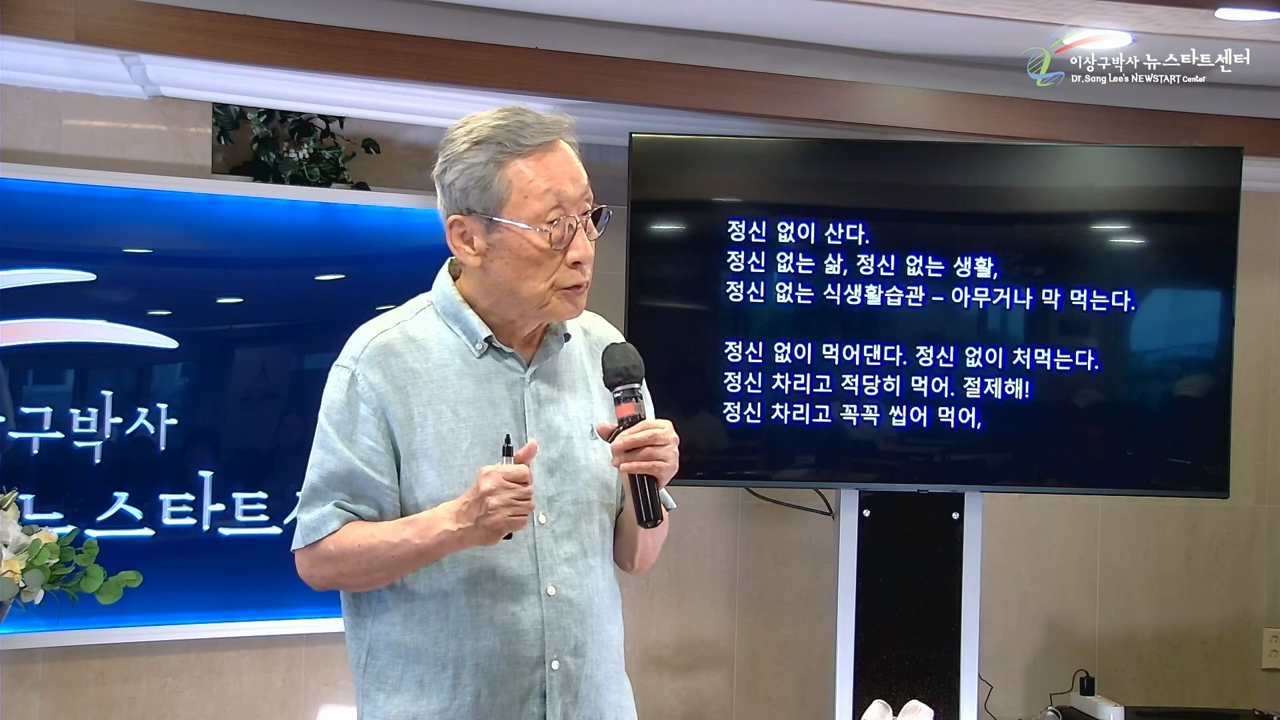 이상구박사 뉴스타트센터
Dr. Sang Lee's NEWSTART Center
정신 없이 산다.
정신 없는 삶, 정신 없는 생활,
정신 없는 식생활습관 – 아무거나 막 먹는다.
정신 없이 먹어댄다. 정신 없이 처먹는다.
정신 차리고 적당히 먹어. 절제해!
정신 차리고 꼭꼭 씹어 먹어,
구박사
뉴스타트